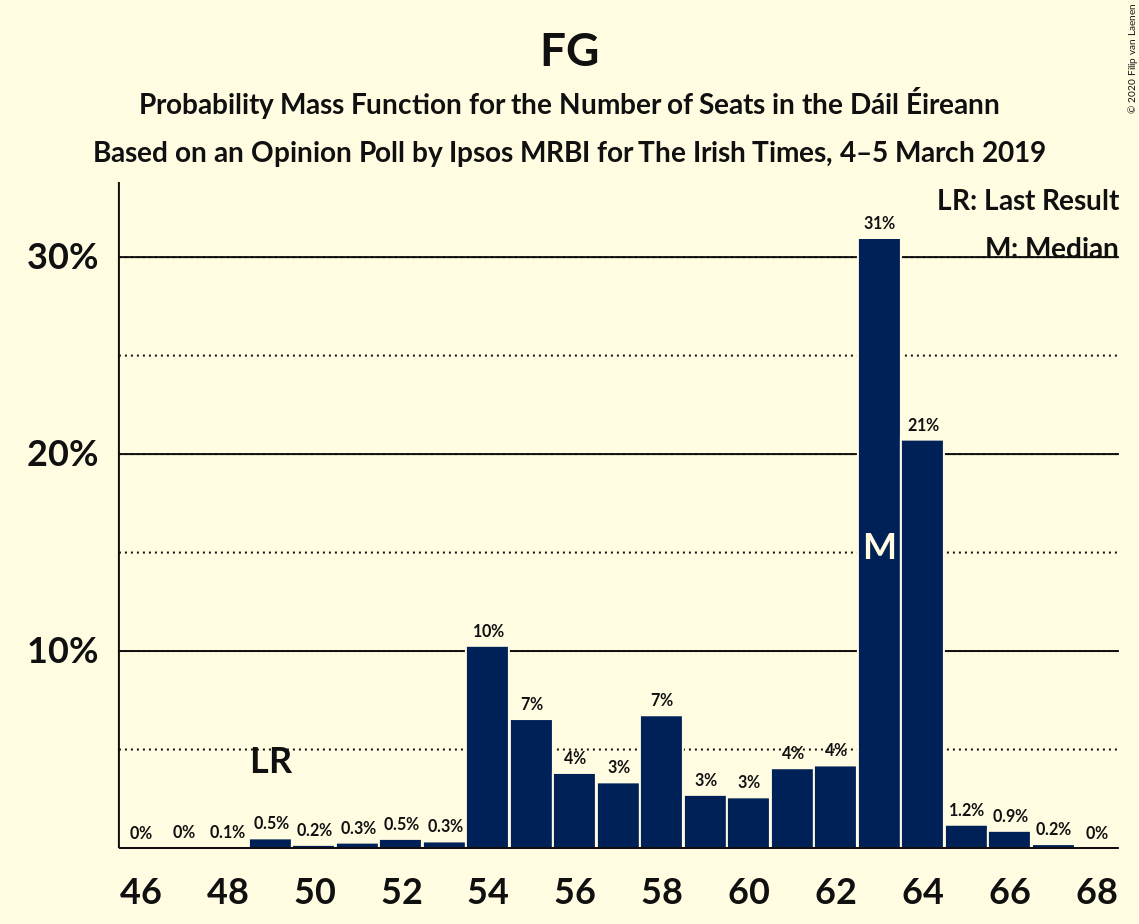 FG
Probability Mass Function for the Number of Seats in the Dáil Éireann
Based on an Opinion Poll by Ipsos MRBI for The Irish Times, 4–5 March 2019
© 2020 Filip van Laenen
LR: Last Result
M: Median
30%
20%
10%
31%
21%
M
10%
7%
7%
LR
4%
3%
3%
3%
4%
4%
0%
0%
0.1%
0.5%
0.2%
0.3%
0.5%
0.3%
1.2%
0.9%
0.2%
0%
46 48 50 52 54 56 58 60 62 64 66 68